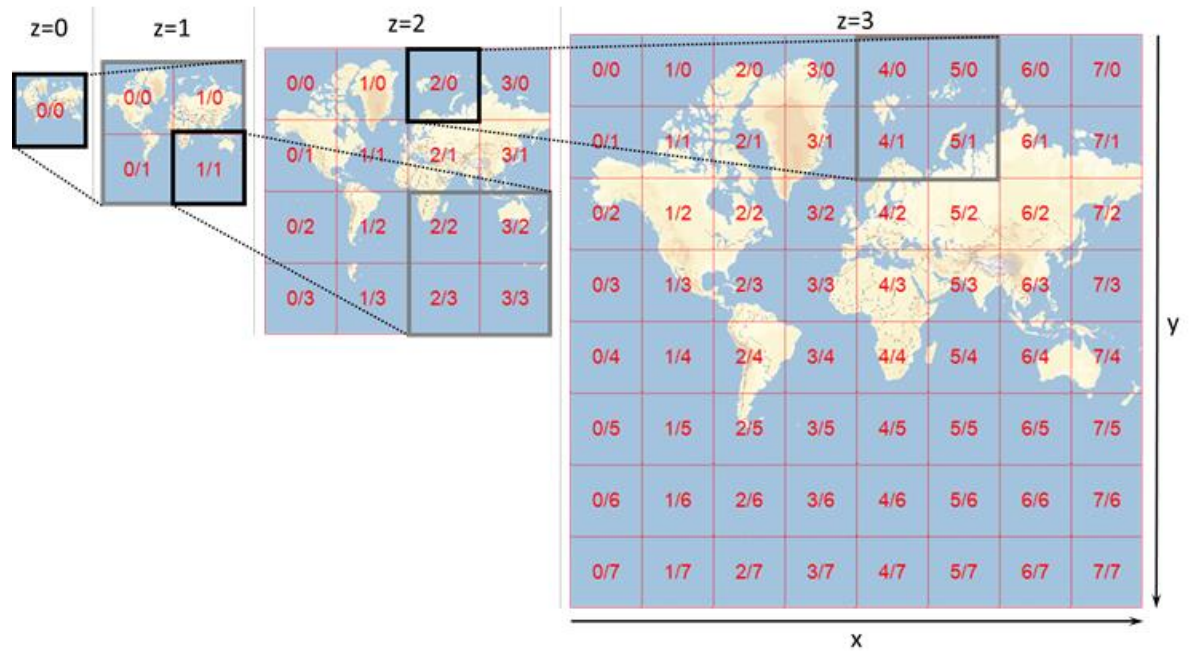 z=0
z=1
z=2
z=3
0/0
0/0 1/0
0/1 1/1
0/0 1/0 2/0 3/0
0/1 1/1 2/1 3/1
0/2 1/2 2/2 3/2
0/3 1/3 2/3 3/3
0/0 1/0 2/0 3/0 4/0 5/0 6/0 7/0
0/1 1/1 2/1 3/1 4/1 5/1 6/1 7/1
0/2 1/2 2/2 3/2 4/2 5/2 6/2 7/2
0/3 1/3 2/3 3/3 4/3 5/3 6/3 7/3
0/4 1/4 2/4 3/4 4/4 5/4 6/4 7/4
0/5 1/5 2/5 3/5 4/5 5/5 6/5 7/5
0/6 1/6 2/6 3/6 4/6 5/6 6/6 7/6
0/7 1/7 2/7 3/7 4/7 5/7 6/7 7/7
y
x